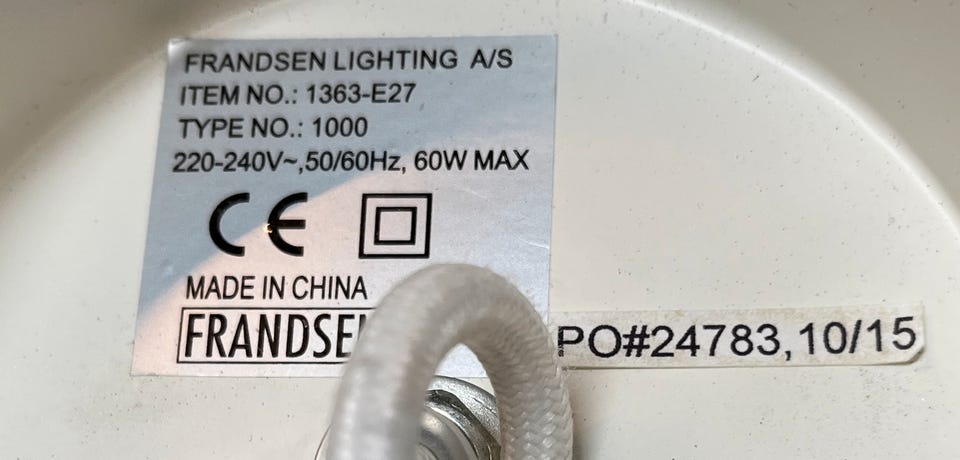 FRANDSEN LIGHTING A/S
ITEM NO.: 1363-E27
TYPE NO.: 1000
220-240V~,50/60Hz, 60W MAX
CE
MADE IN CHINA
FRANDSE
PO#24783,10/15